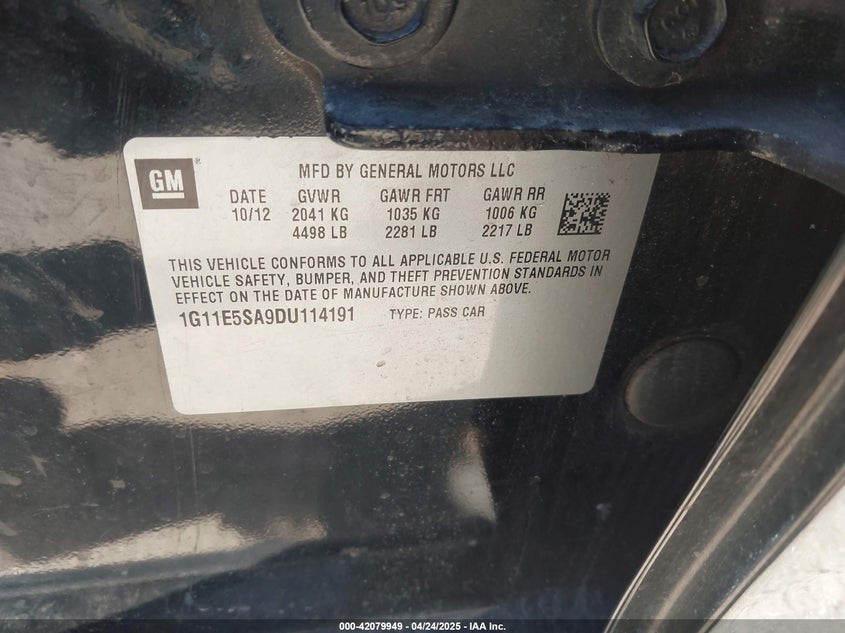 GM
MFD BY GENERAL MOTORS LLC
DATE GVWR GAWR FRT GAWR RR
10/12 2041 KG 1035 KG 1006 KG
4498 LB 2281 LB 2217 LB
THIS VEHICLE CONFORMS TO ALL APPLICABLE U.S. FEDERAL MOTOR
VEHICLE SAFETY, BUMPER, AND THEFT PREVENTION STANDARDS IN
EFFECT ON THE DATE OF MANUFACTURE SHOWN ABOVE.
1G11E5SA9DU114191 TYPE: PASS CAR
000-42079949 - 04/24/2025 - IAA Inc.